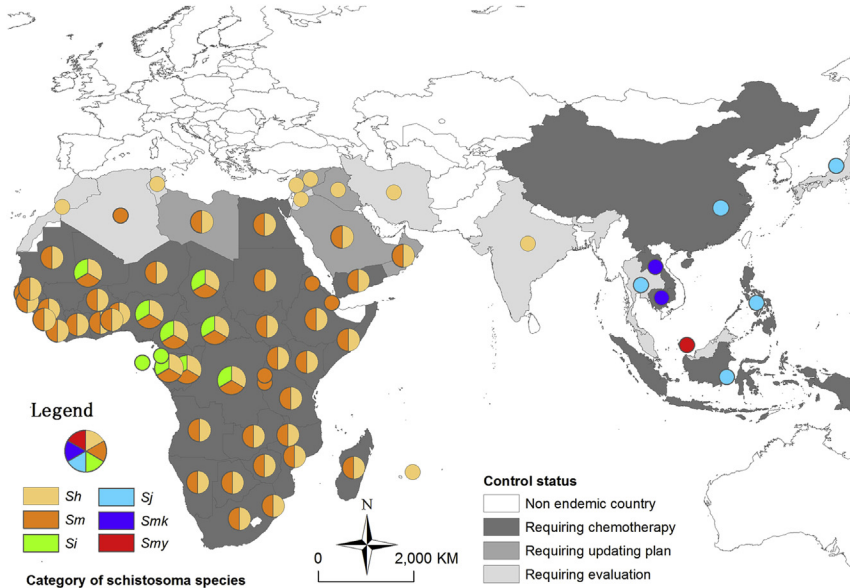 Legend
Sh
Sj
Sm
Smk
Si
Smy
Category of schistosoma species
N
0 2,000 KM
Control status
Non endemic country
Requiring chemotherapy
Requiring updating plan
Requiring evaluation